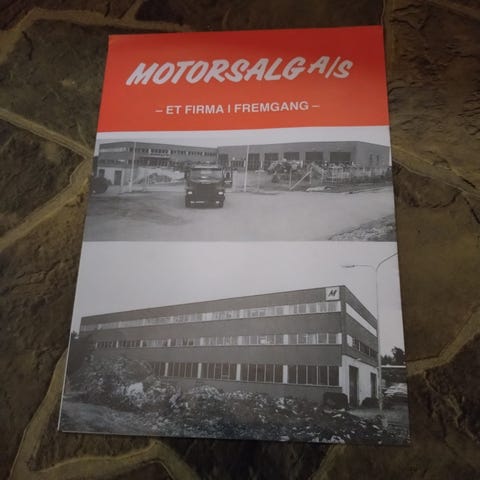 MOTORSALG A/S
– ET FIRMA I FREMGANG –
M